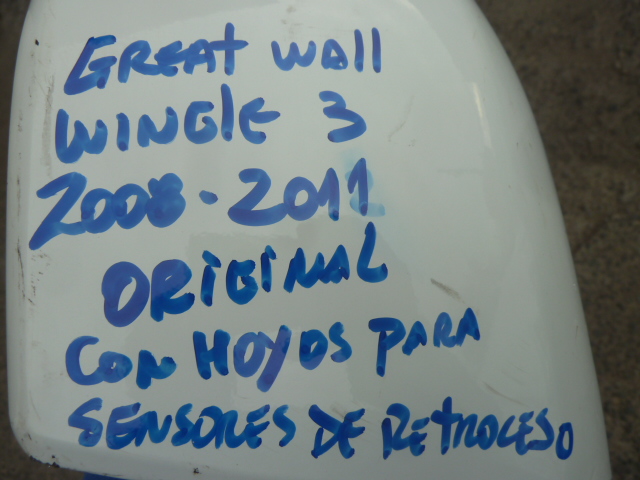 GREAT WALL
WINGLE 3
2008-2011
ORIGINAL
CON HOYOS PARA
SENSORES DE RETROCESO